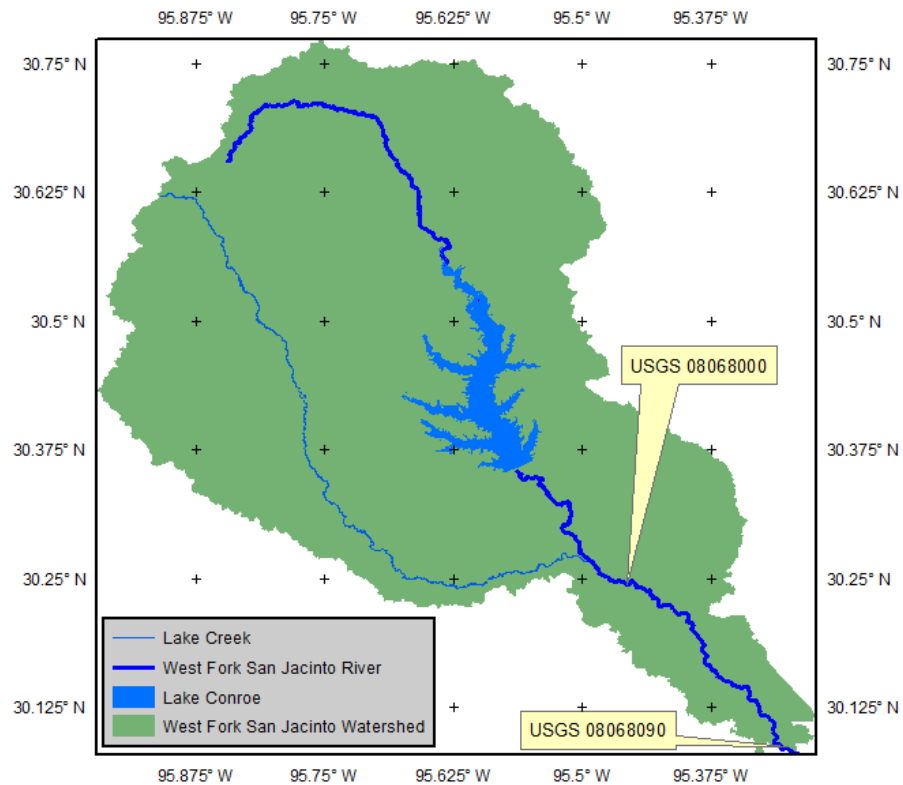 95.875° W 95.75° W 95.625° W 95.5° W 95.375° W
30.75° N 30.75° N
30.625° N 30.625° N
30.5° N 30.5° N
USGS 08068000
30.375° N 30.375° N
30.25° N 30.25° N
Lake Creek
West Fork San Jacinto River
Lake Conroe
West Fork San Jacinto Watershed
30.125° N 30.125° N
USGS 08068090
95.875° W 95.75° W 95.625° W 95.5° W 95.375° W